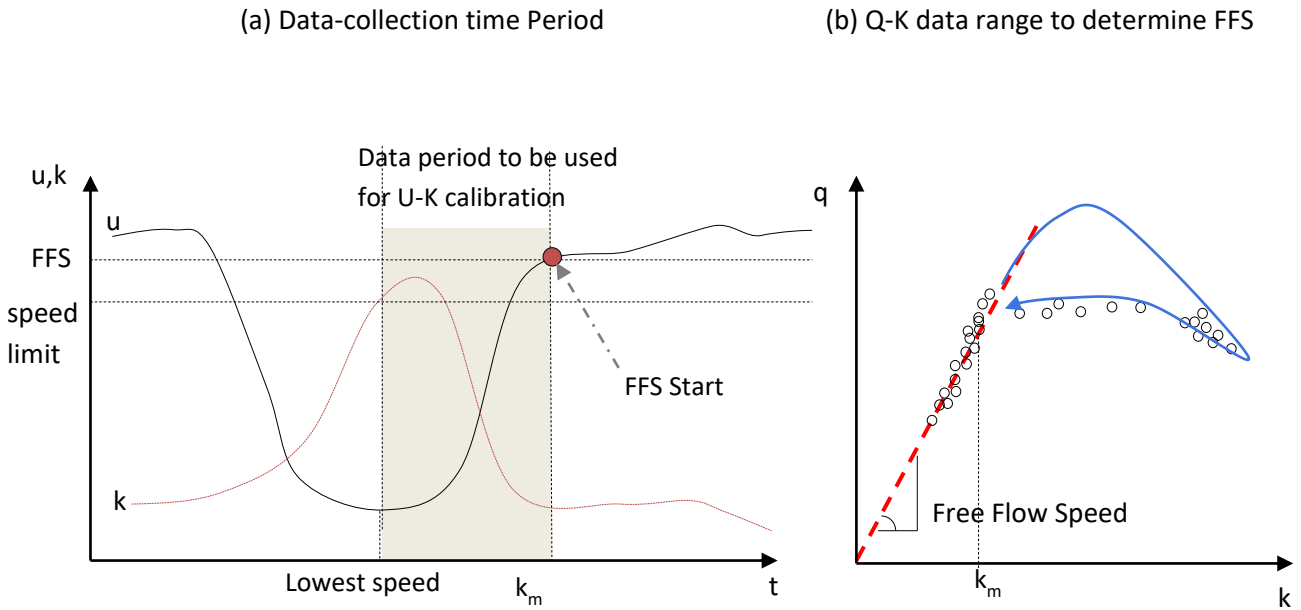 (a) Data-collection time Period
(b) Q-K data range to determine FFS
Data period to be used
for U-K calibration
u,k
u
FFS
speed
limit
FFS Start
k
Lowest speed
k_m
t
q
Free Flow Speed
k_m
k